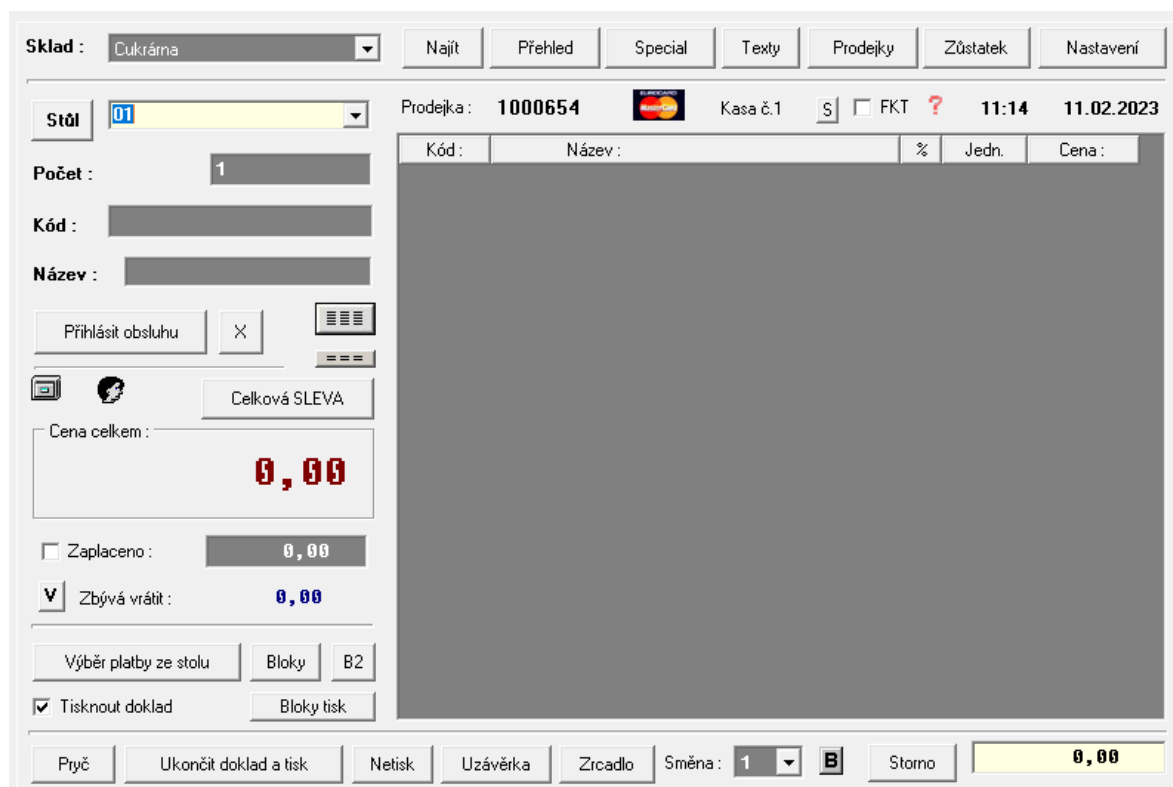 Sklad : Cukrárna Najít Přehled Special Texty Prodejky Zůstatek Nastavení
Stůl 01 Prodejka : 1000654 MasterCard Kasa č.1 S FKT ? 11:14 11.02.2023
Kód : Název : % Jedn. Cena :
Počet : 1
Kód :
Název :
Přihlásit obsluhu X
Celková SLEVA
Cena celkem :
0,00
Zaplaceno : 0,00
V Zbývá vrátit : 0,00
Výběr platby ze stolu Bloky B2
Tisknout doklad Bloky tisk
Pryč Ukončit doklad a tisk Netisk Uzávěrka Zrcadlo Směna : 1 B Storno 0,00